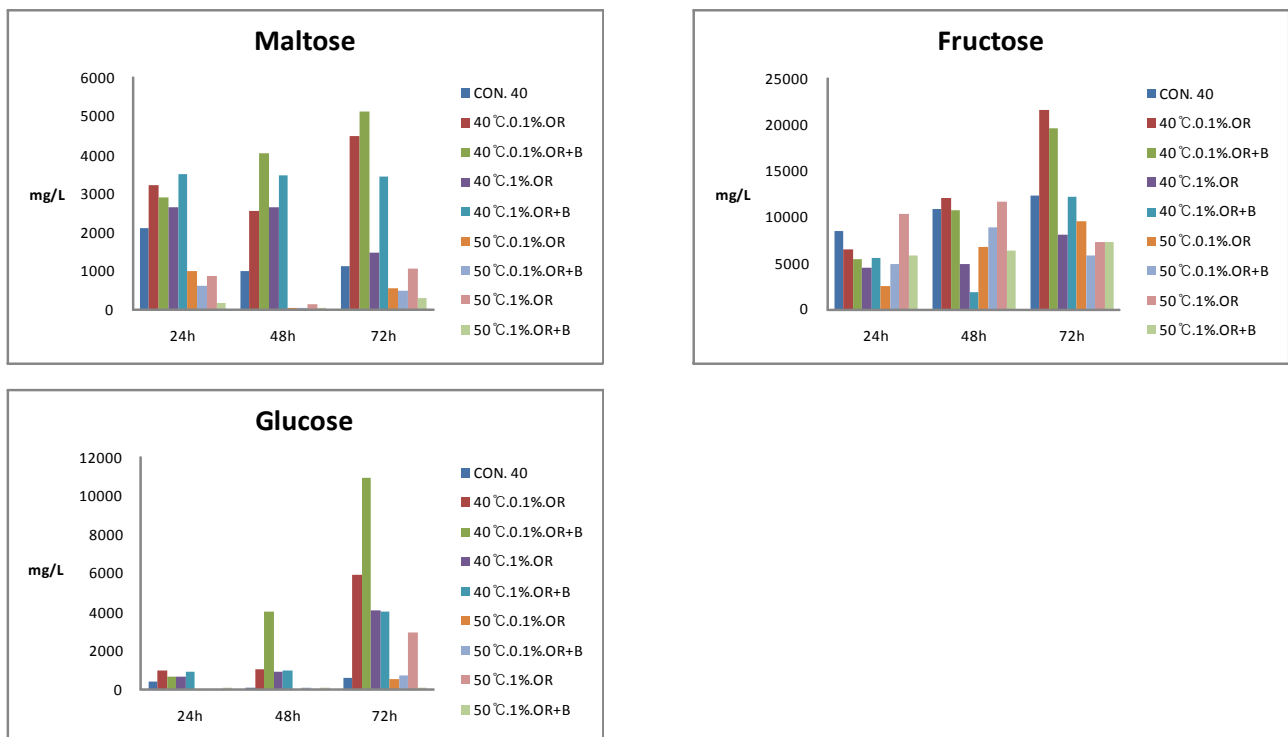 Maltose
6000
5000
4000
3000
2000
1000
0
mg/L
24h
48h
72h
CON. 40
40℃.0.1%.OR
40℃.0.1%.OR+B
40℃.1%.OR
40℃.1%.OR+B
50℃.0.1%.OR
50℃.0.1%.OR+B
50℃.1%.OR
50℃.1%.OR+B
Fructose
25000
20000
15000
10000
5000
0
mg/L
24h
48h
72h
CON. 40
40℃.0.1%.OR
40℃.0.1%.OR+B
40℃.1%.OR
40℃.1%.OR+B
50℃.0.1%.OR
50℃.0.1%.OR+B
50℃.1%.OR
50℃.1%.OR+B
Glucose
12000
10000
8000
6000
4000
2000
0
mg/L
24h
48h
72h
CON. 40
40℃.0.1%.OR
40℃.0.1%.OR+B
40℃.1%.OR
40℃.1%.OR+B
50℃.0.1%.OR
50℃.0.1%.OR+B
50℃.1%.OR
50℃.1%.OR+B